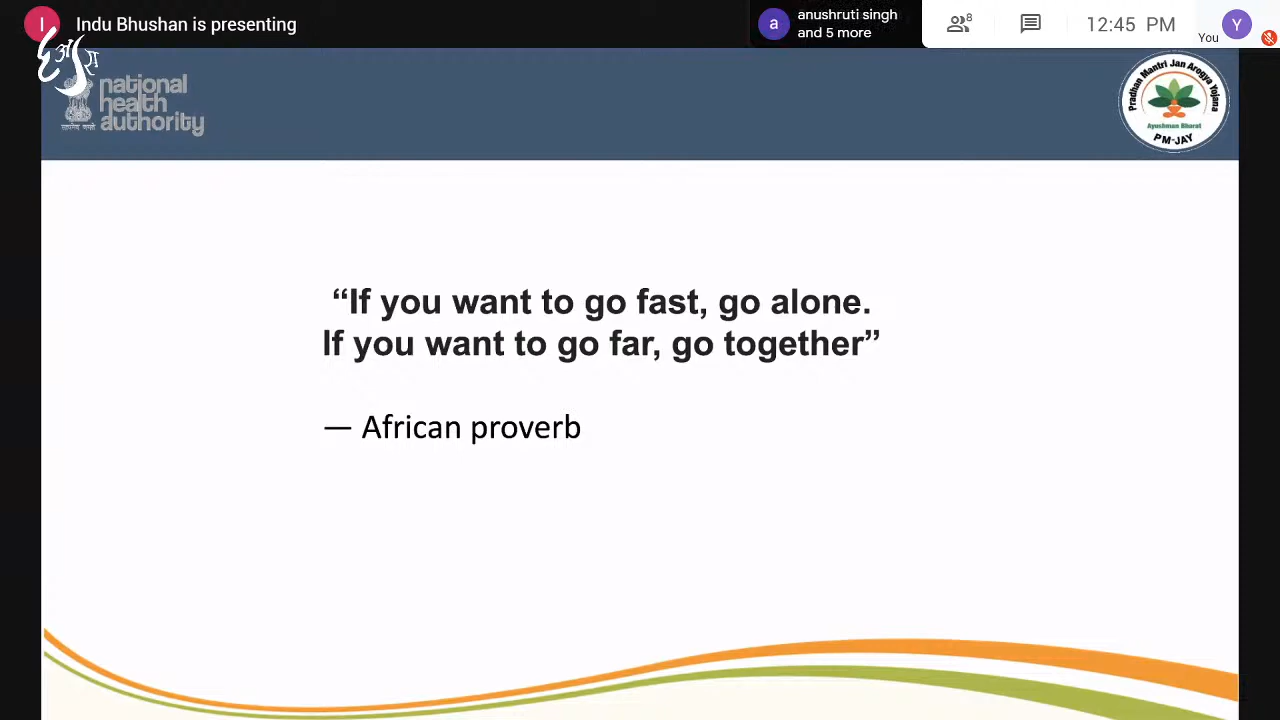 I
Indu Bhushan is presenting
a
anushruti singh
and 5 more
8
12:45 PM
You
Y
national
health
authority
Pradhan Mantri Jan Arogya Yojana
Ayushman Bharat
PM-JAY
“If you want to go fast, go alone.
If you want to go far, go together”
— African proverb